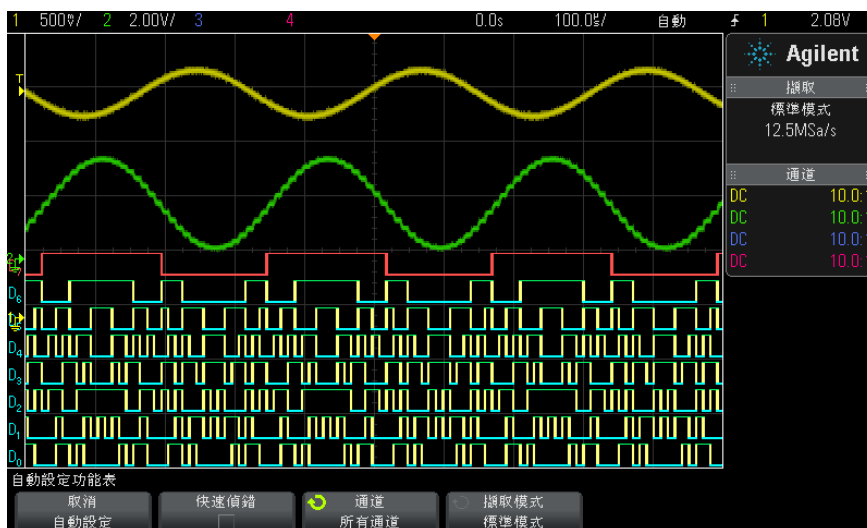 1 500mV/ 2 2.00V/ 3 4 0.0s 100.0us/ 自動 1 2.08V
Agilent
擷取
標準模式
12.5MSa/s
通道
DC 10.0:1
DC 10.0:1
DC 10.0:1
DC 10.0:1
T
D6
D4
D3
D2
D1
D0
自動設定功能表
取消
自動設定
快速偵錯
通道
所有通道
擷取模式
標準模式